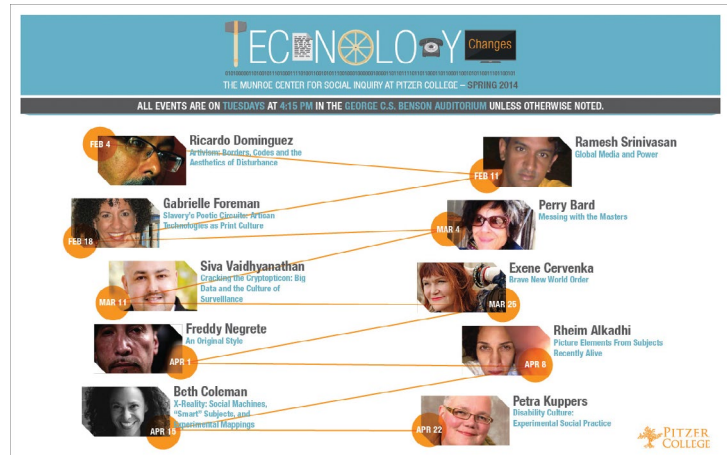 TECHNOLOGY Changes
THE MUNROE CENTER FOR SOCIAL INQUIRY AT PITZER COLLEGE – SPRING 2014
ALL EVENTS ARE ON TUESDAYS AT 4:15 PM IN THE GEORGE C.S. BENSON AUDITORIUM UNLESS OTHERWISE NOTED.
FEB 4
Ricardo Dominguez
Artivism: Borders, Codes and the
Aesthetics of Disturbance
FEB 11
Ramesh Srinivasan
Global Media and Power
FEB 18
Gabrielle Foreman
Slavery's Poetic Circuits: Artisan
Technologies as Print Culture
MAR 4
Perry Bard
Messing with the Masters
MAR 11
Siva Vaidhyanathan
Cracking the Cryptopticon: Big
Data and the Culture of
Surveillance
MAR 26
Exene Cervenka
Brave New World Order
APR 1
Freddy Negrete
An Original Style
APR 8
Rheim Alkadhi
Picture Elements From Subjects
Recently Alive
APR 15
Beth Coleman
X-Reality: Social Machines,
"Smart" Subjects, and
Experimental Mappings
APR 22
Petra Kuppers
Disability Culture:
Experimental Social Practice
PITZER
COLLEGE